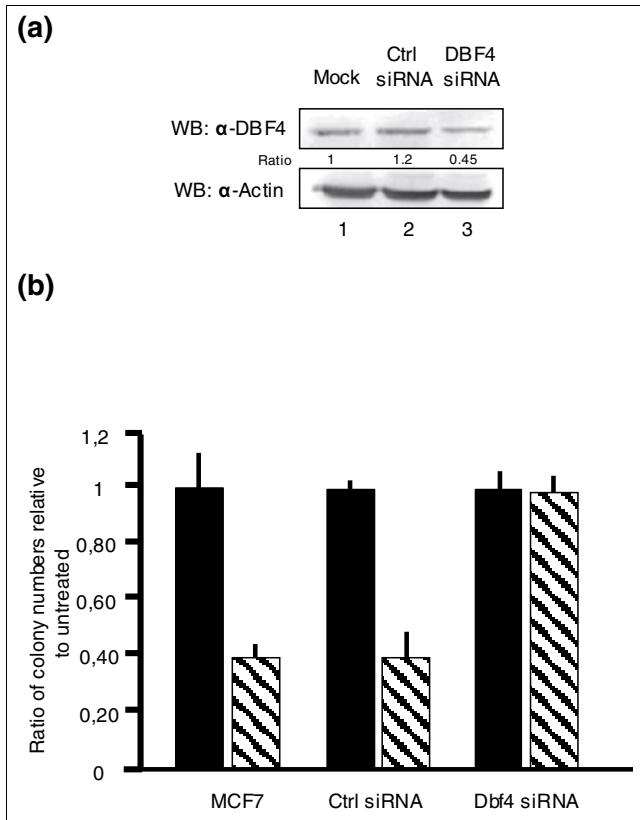 (a)
Mock Ctrl siRNA DBF4 siRNA
WB: α-DBF4
Ratio 1 1.2 0.45
WB: α-Actin
1 2 3
(b)
Ratio of colony numbers relative
to untreated
1,2
1
0,80
0,60
0,40
0,20
0
MCF7 Ctrl siRNA Dbf4 siRNA